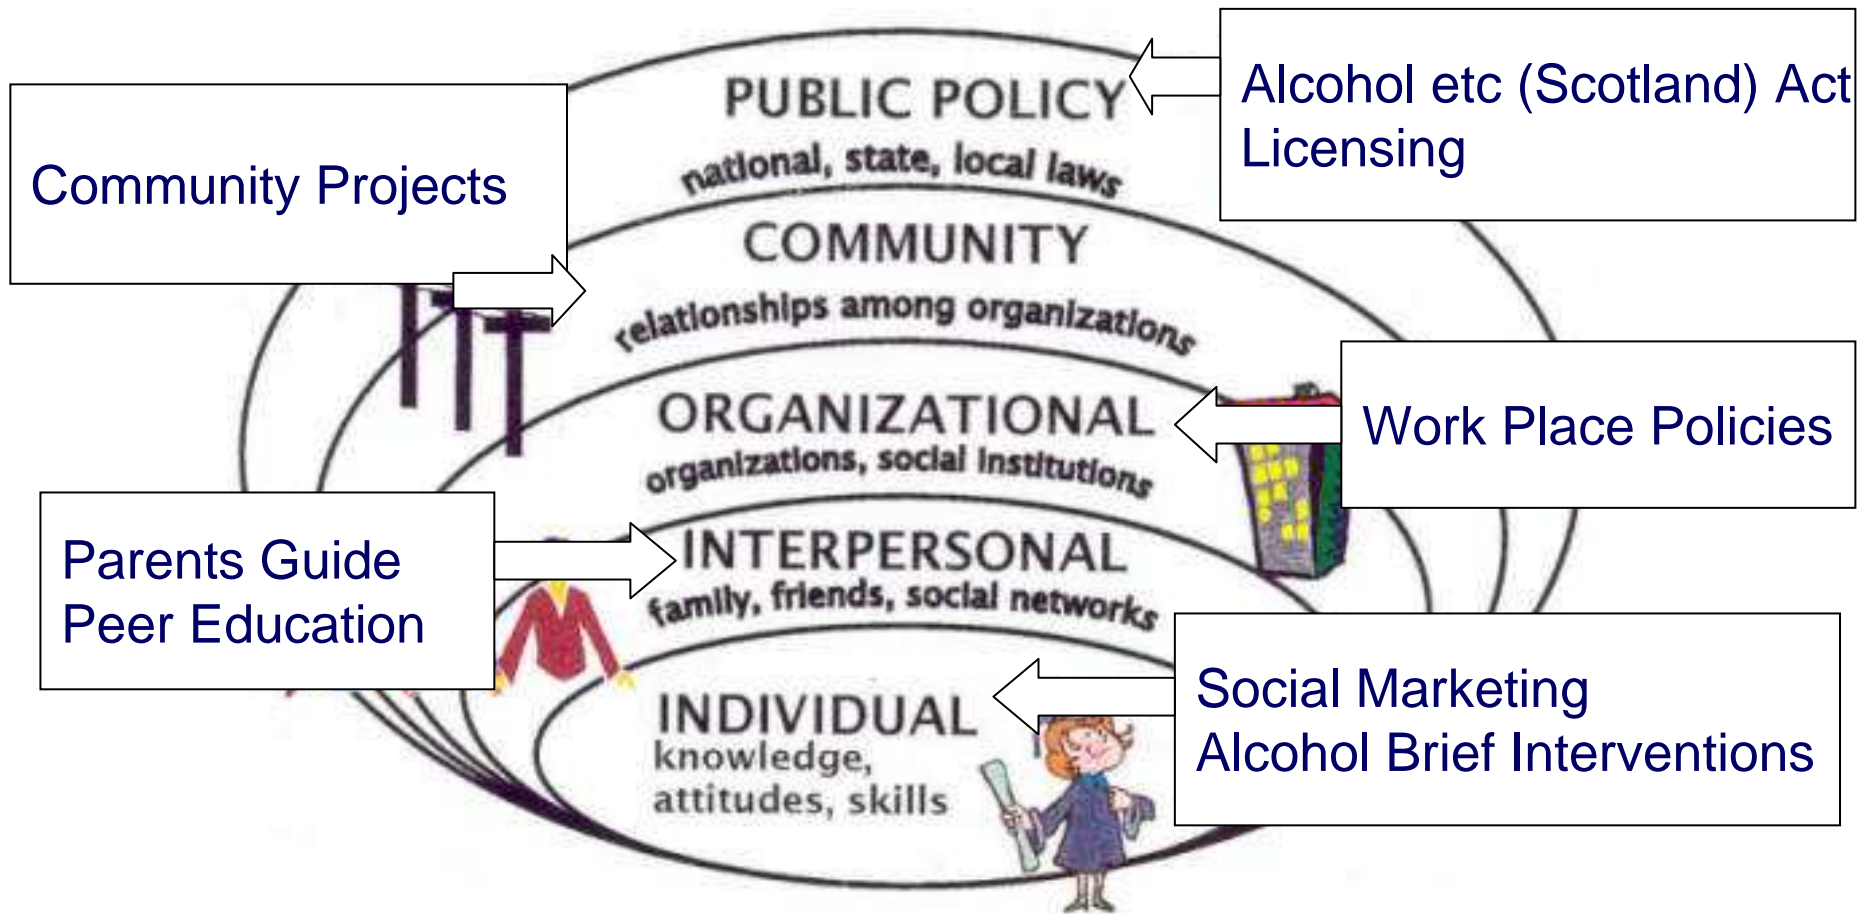 PUBLIC POLICY
national, state, local laws
Alcohol etc (Scotland) Act
Licensing
Community Projects
COMMUNITY
relationships among organizations
ORGANIZATIONAL
organizations, social institutions
Work Place Policies
Parents Guide
Peer Education
INTERPERSONAL
family, friends, social networks
INDIVIDUAL
knowledge,
attitudes, skills
Social Marketing
Alcohol Brief Interventions